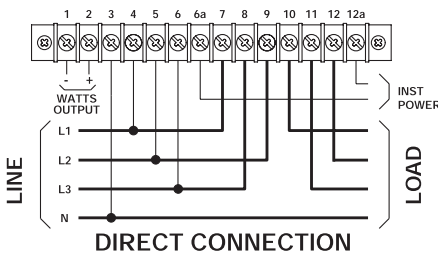 1 2 3 4 5 6 6a 7 8 9 10 11 12 12a
- +
WATTS
OUTPUT
INST
POWER
LINE
L1
L2
L3
N
LOAD
DIRECT CONNECTION